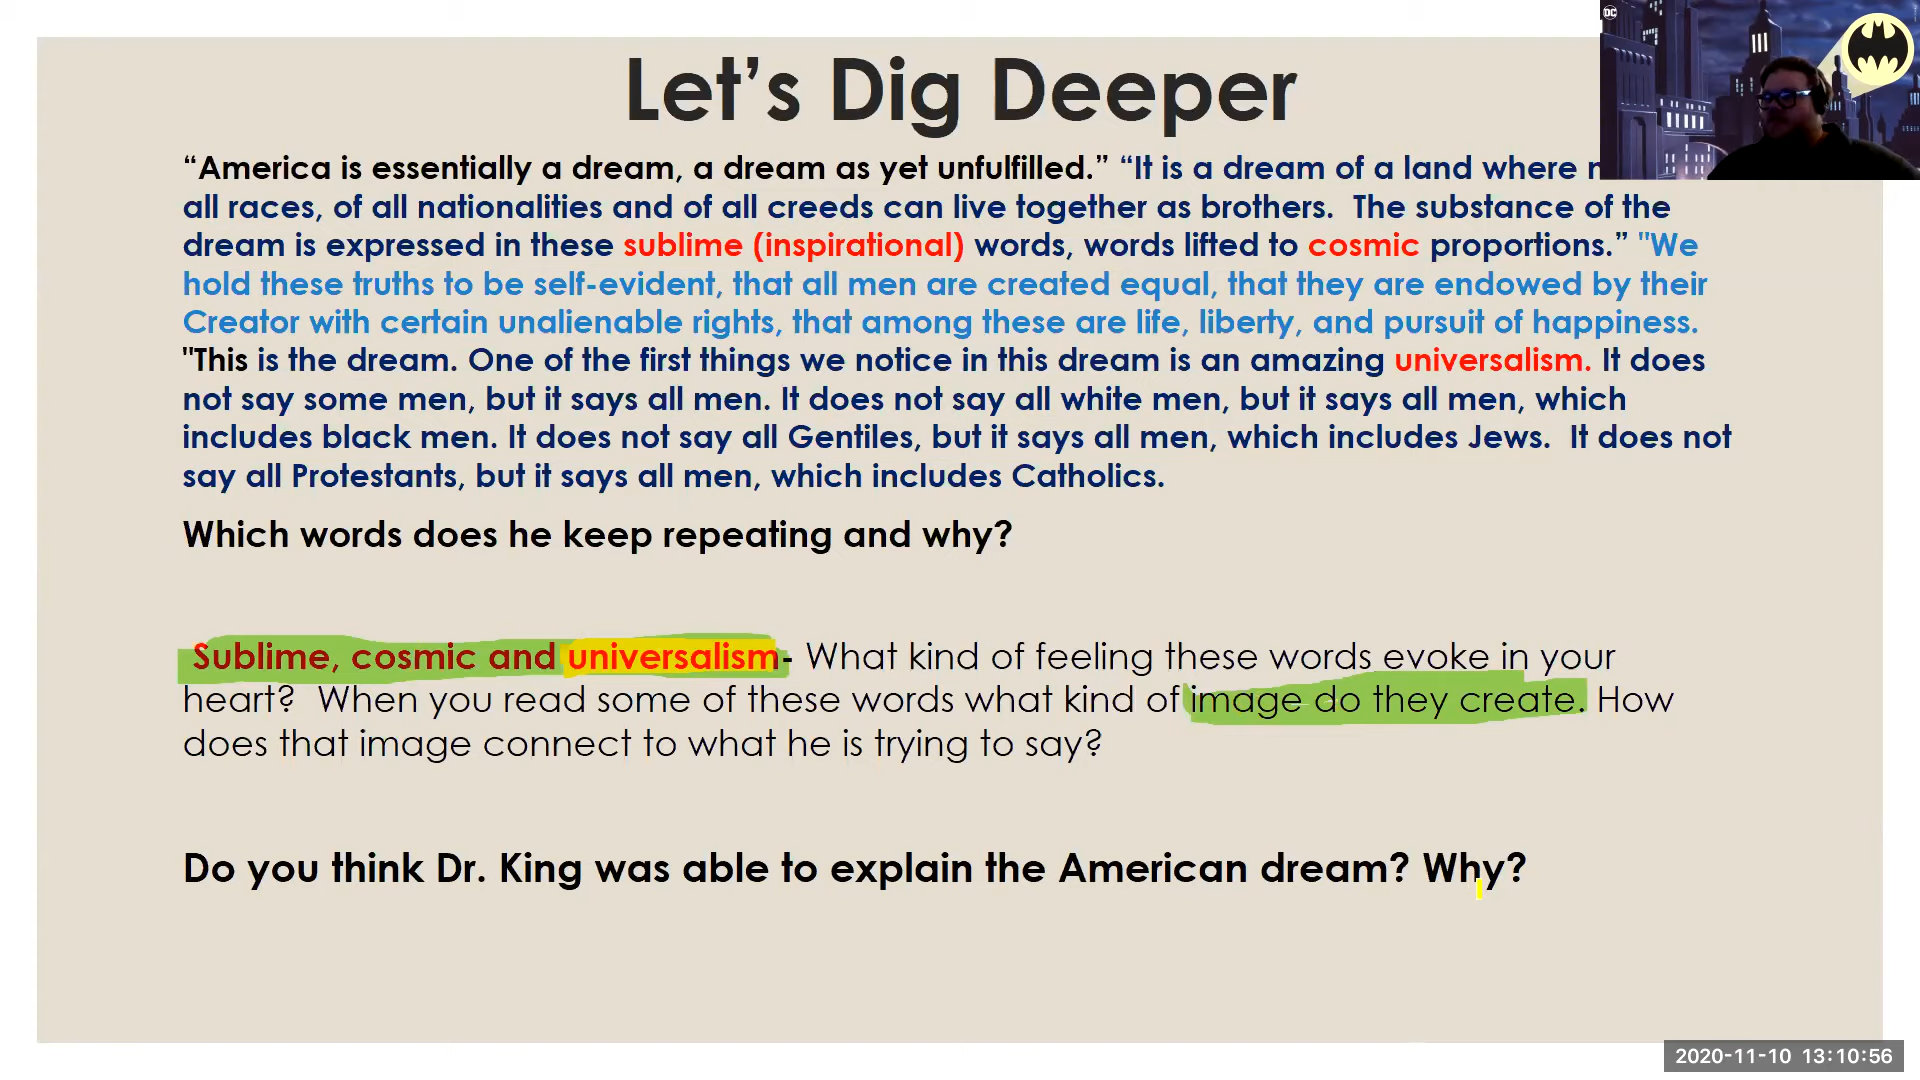 DC
Let’s Dig Deeper
“America is essentially a dream, a dream as yet unfulfilled.” “It is a dream of a land where
all races, of all nationalities and of all creeds can live together as brothers.  The substance of the
dream is expressed in these sublime (inspirational) words, words lifted to cosmic proportions.” "We
hold these truths to be self-evident, that all men are created equal, that they are endowed by their
Creator with certain unalienable rights, that among these are life, liberty, and pursuit of happiness.
"This is the dream. One of the first things we notice in this dream is an amazing universalism. It does
not say some men, but it says all men. It does not say all white men, but it says all men, which
includes black men. It does not say all Gentiles, but it says all men, which includes Jews.  It does not
say all Protestants, but it says all men, which includes Catholics.
Which words does he keep repeating and why?
Sublime, cosmic and universalism- What kind of feeling these words evoke in your
heart?  When you read some of these words what kind of image do they create. How
does that image connect to what he is trying to say?
Do you think Dr. King was able to explain the American dream? Why?
2020-11-10 13:10:56